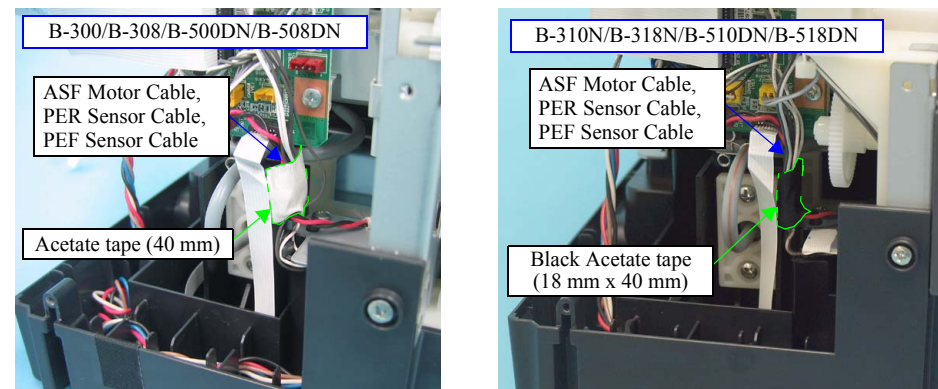 B-300/B-308/B-500DN/B-508DN
ASF Motor Cable,
PER Sensor Cable,
PEF Sensor Cable
Acetate tape (40 mm)
B-310N/B-318N/B-510DN/B-518DN
ASF Motor Cable,
PER Sensor Cable,
PEF Sensor Cable
Black Acetate tape
(18 mm x 40 mm)